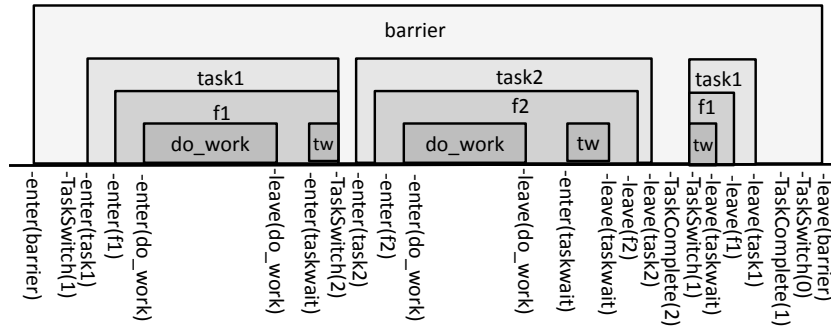 barrier
task1
task2
task1
f1
f2
f1
do_work
tw
do_work
tw
tw
-enter(barrier)
-TaskSwitch(1)
-enter(task1)
-enter(f1)
-enter(do_work)
-leave(do_work)
-enter(taskwait)
-TaskSwitch(2)
-enter(task2)
-enter(f2)
-enter(do_work)
-leave(do_work)
-enter(taskwait)
-leave(taskwait)
-leave(f2)
-leave(task2)
-TaskComplete(2)
-TaskSwitch(1)
-leave(taskwait)
-leave(f1)
-leave(task1)
-TaskComplete(1)
-TaskSwitch(0)
-leave(barrier)